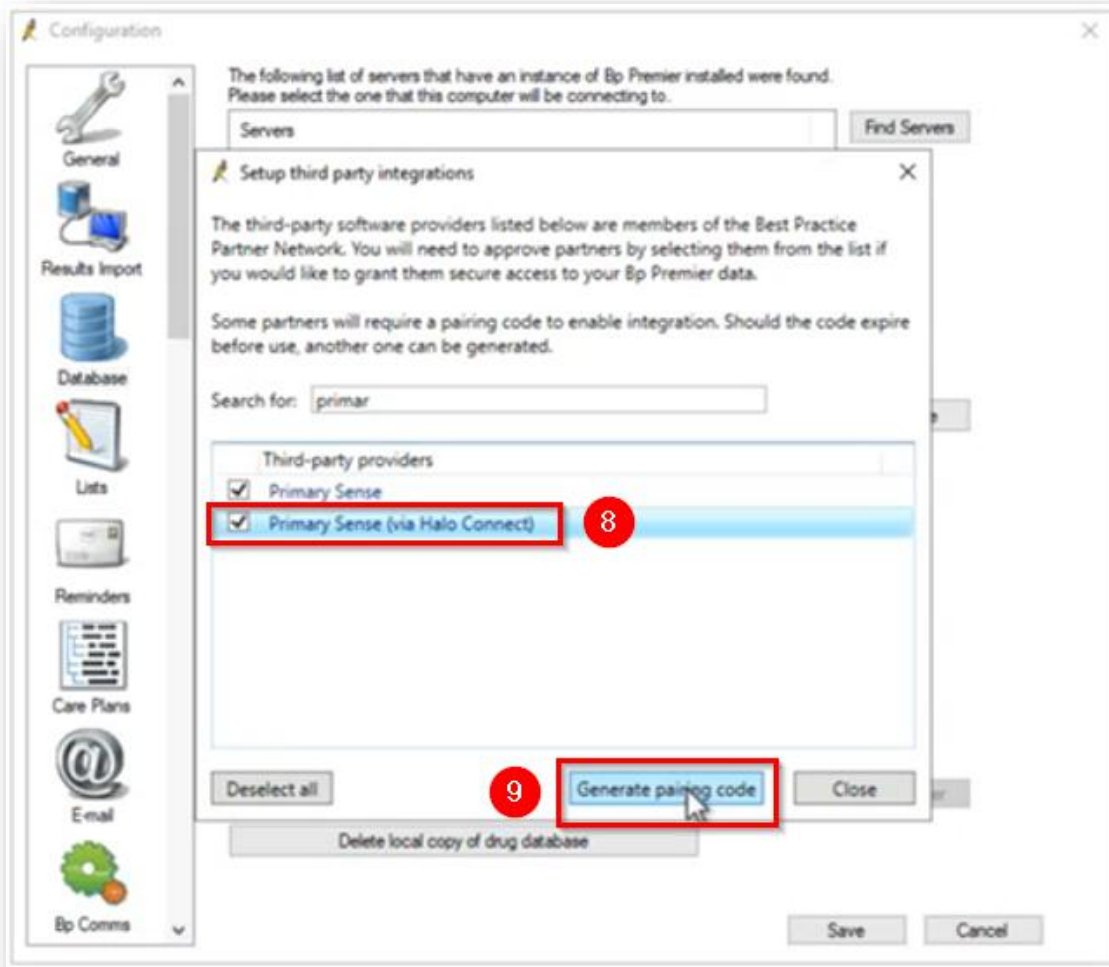 Configuration
General
Results Import
Database
Lists
Reminders
Care Plans
E-mail
Bp Comms
The following list of servers that have an instance of Bp Premier installed were found.
Please select the one that this computer will be connecting to.
Servers
Find Servers
Setup third party integrations
The third-party software providers listed below are members of the Best Practice
Partner Network. You will need to approve partners by selecting them from the list if
you would like to grant them secure access to your Bp Premier data.
Some partners will require a pairing code to enable integration. Should the code expire
before use, another one can be generated.
Search for: primar
Third-party providers
Primary Sense
Primary Sense (via Halo Connect)
8
Deselect all
9
Generate pairing code
Close
Delete local copy of drug database
Save
Cancel